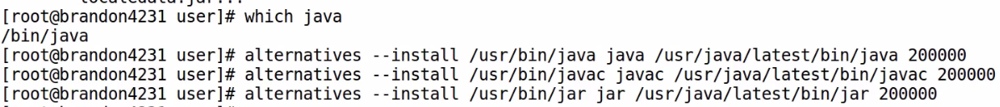 localedata.jar...
[root@brandon4231 user]# which java
/bin/java
[root@brandon4231 user]# alternatives --install /usr/bin/java java /usr/java/latest/bin/java 200000
[root@brandon4231 user]# alternatives --install /usr/bin/javac javac /usr/java/latest/bin/javac 200000
[root@brandon4231 user]# alternatives --install /usr/bin/jar jar /usr/java/latest/bin/jar 200000